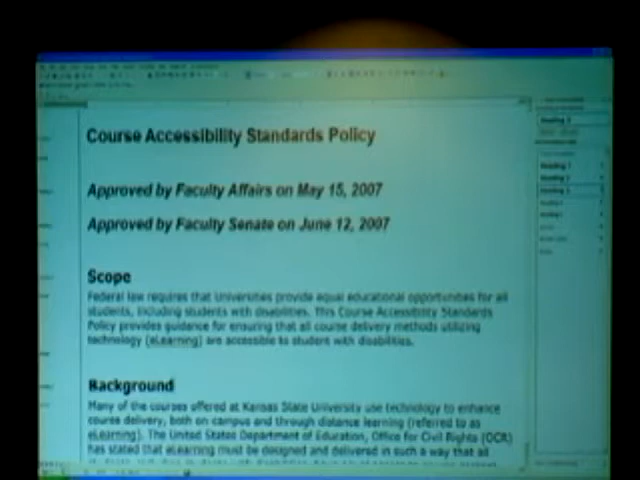 Course Accessibility Standards Policy
Approved by Faculty Affairs on May 15, 2007
Approved by Faculty Senate on June 12, 2007
Scope
Federal law requires that Universities provide equal educational opportunities for all
students, including students with disabilities. This Course Accessibility Standards
Policy provides guidance for ensuring that all course delivery methods utilizing
technology (eLearning) are accessible to student with disabilities.
Background
Many of the courses offered at Kansas State University use technology to enhance
course delivery, both on campus and through distance learning (referred to as
eLearning). The United States Department of Education, Office for Civil Rights (OCR)
has stated that eLearning must be designed and delivered in such a way that all